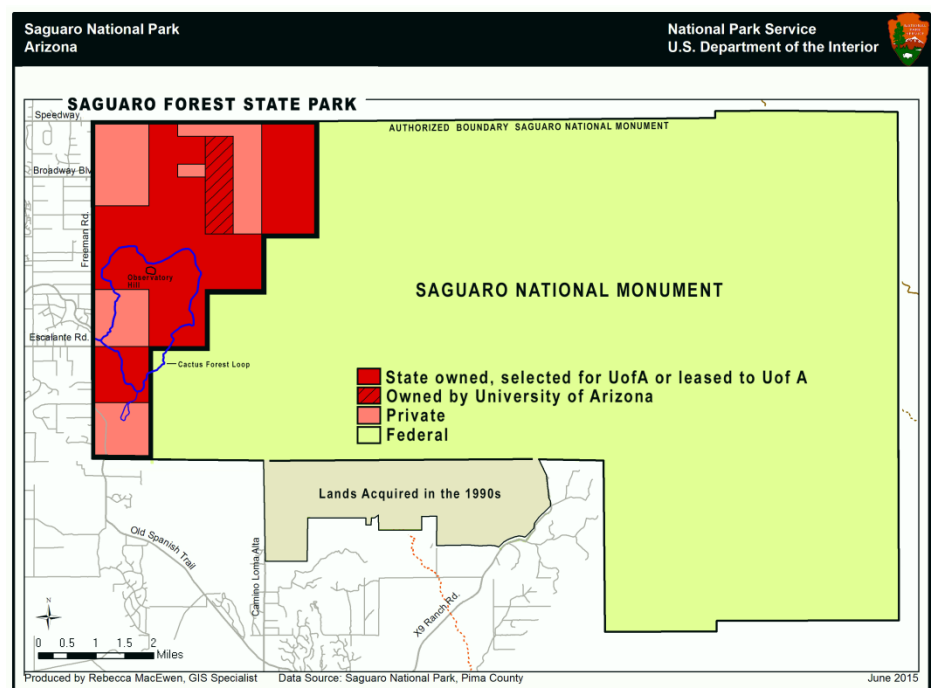 Saguaro National Park
Arizona
National Park Service
U.S. Department of the Interior
SAGUARO FOREST STATE PARK
Speedway
AUTHORIZED BOUNDARY SAGUARO NATIONAL MONUMENT
Broadway Blv
Freeman Rd.
Observatory
Hill
SAGUARO NATIONAL MONUMENT
Escalante Rd.
Cactus Forest Loop
State owned, selected for UofA or leased to Uof A
Owned by University of Arizona
Private
Federal
Lands Acquired in the 1990s
Old Spanish Trail
Camino Loma Alta
X9 Ranch Rd.
N
0 0.5 1 1.5 2
Miles
Produced by Rebecca MacEwen, GIS Specialist
Data Source: Saguaro National Park, Pima County
June 2015